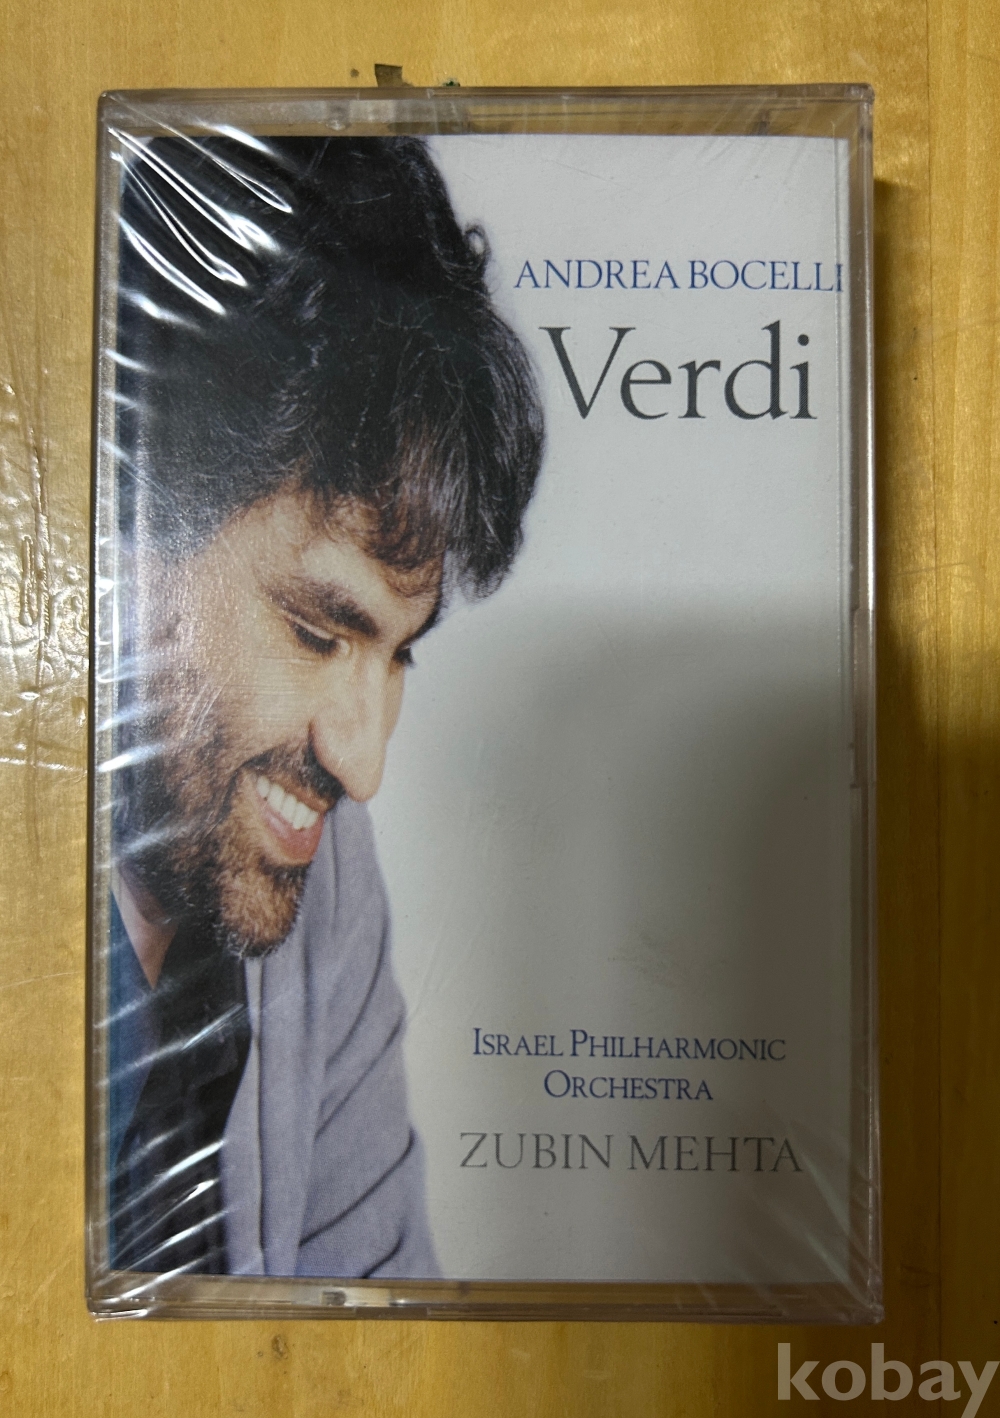 ANDREA BOCELLI
Verdi
ISRAEL PHILHARMONIC
ORCHESTRA
ZUBIN MEHTA
kobay